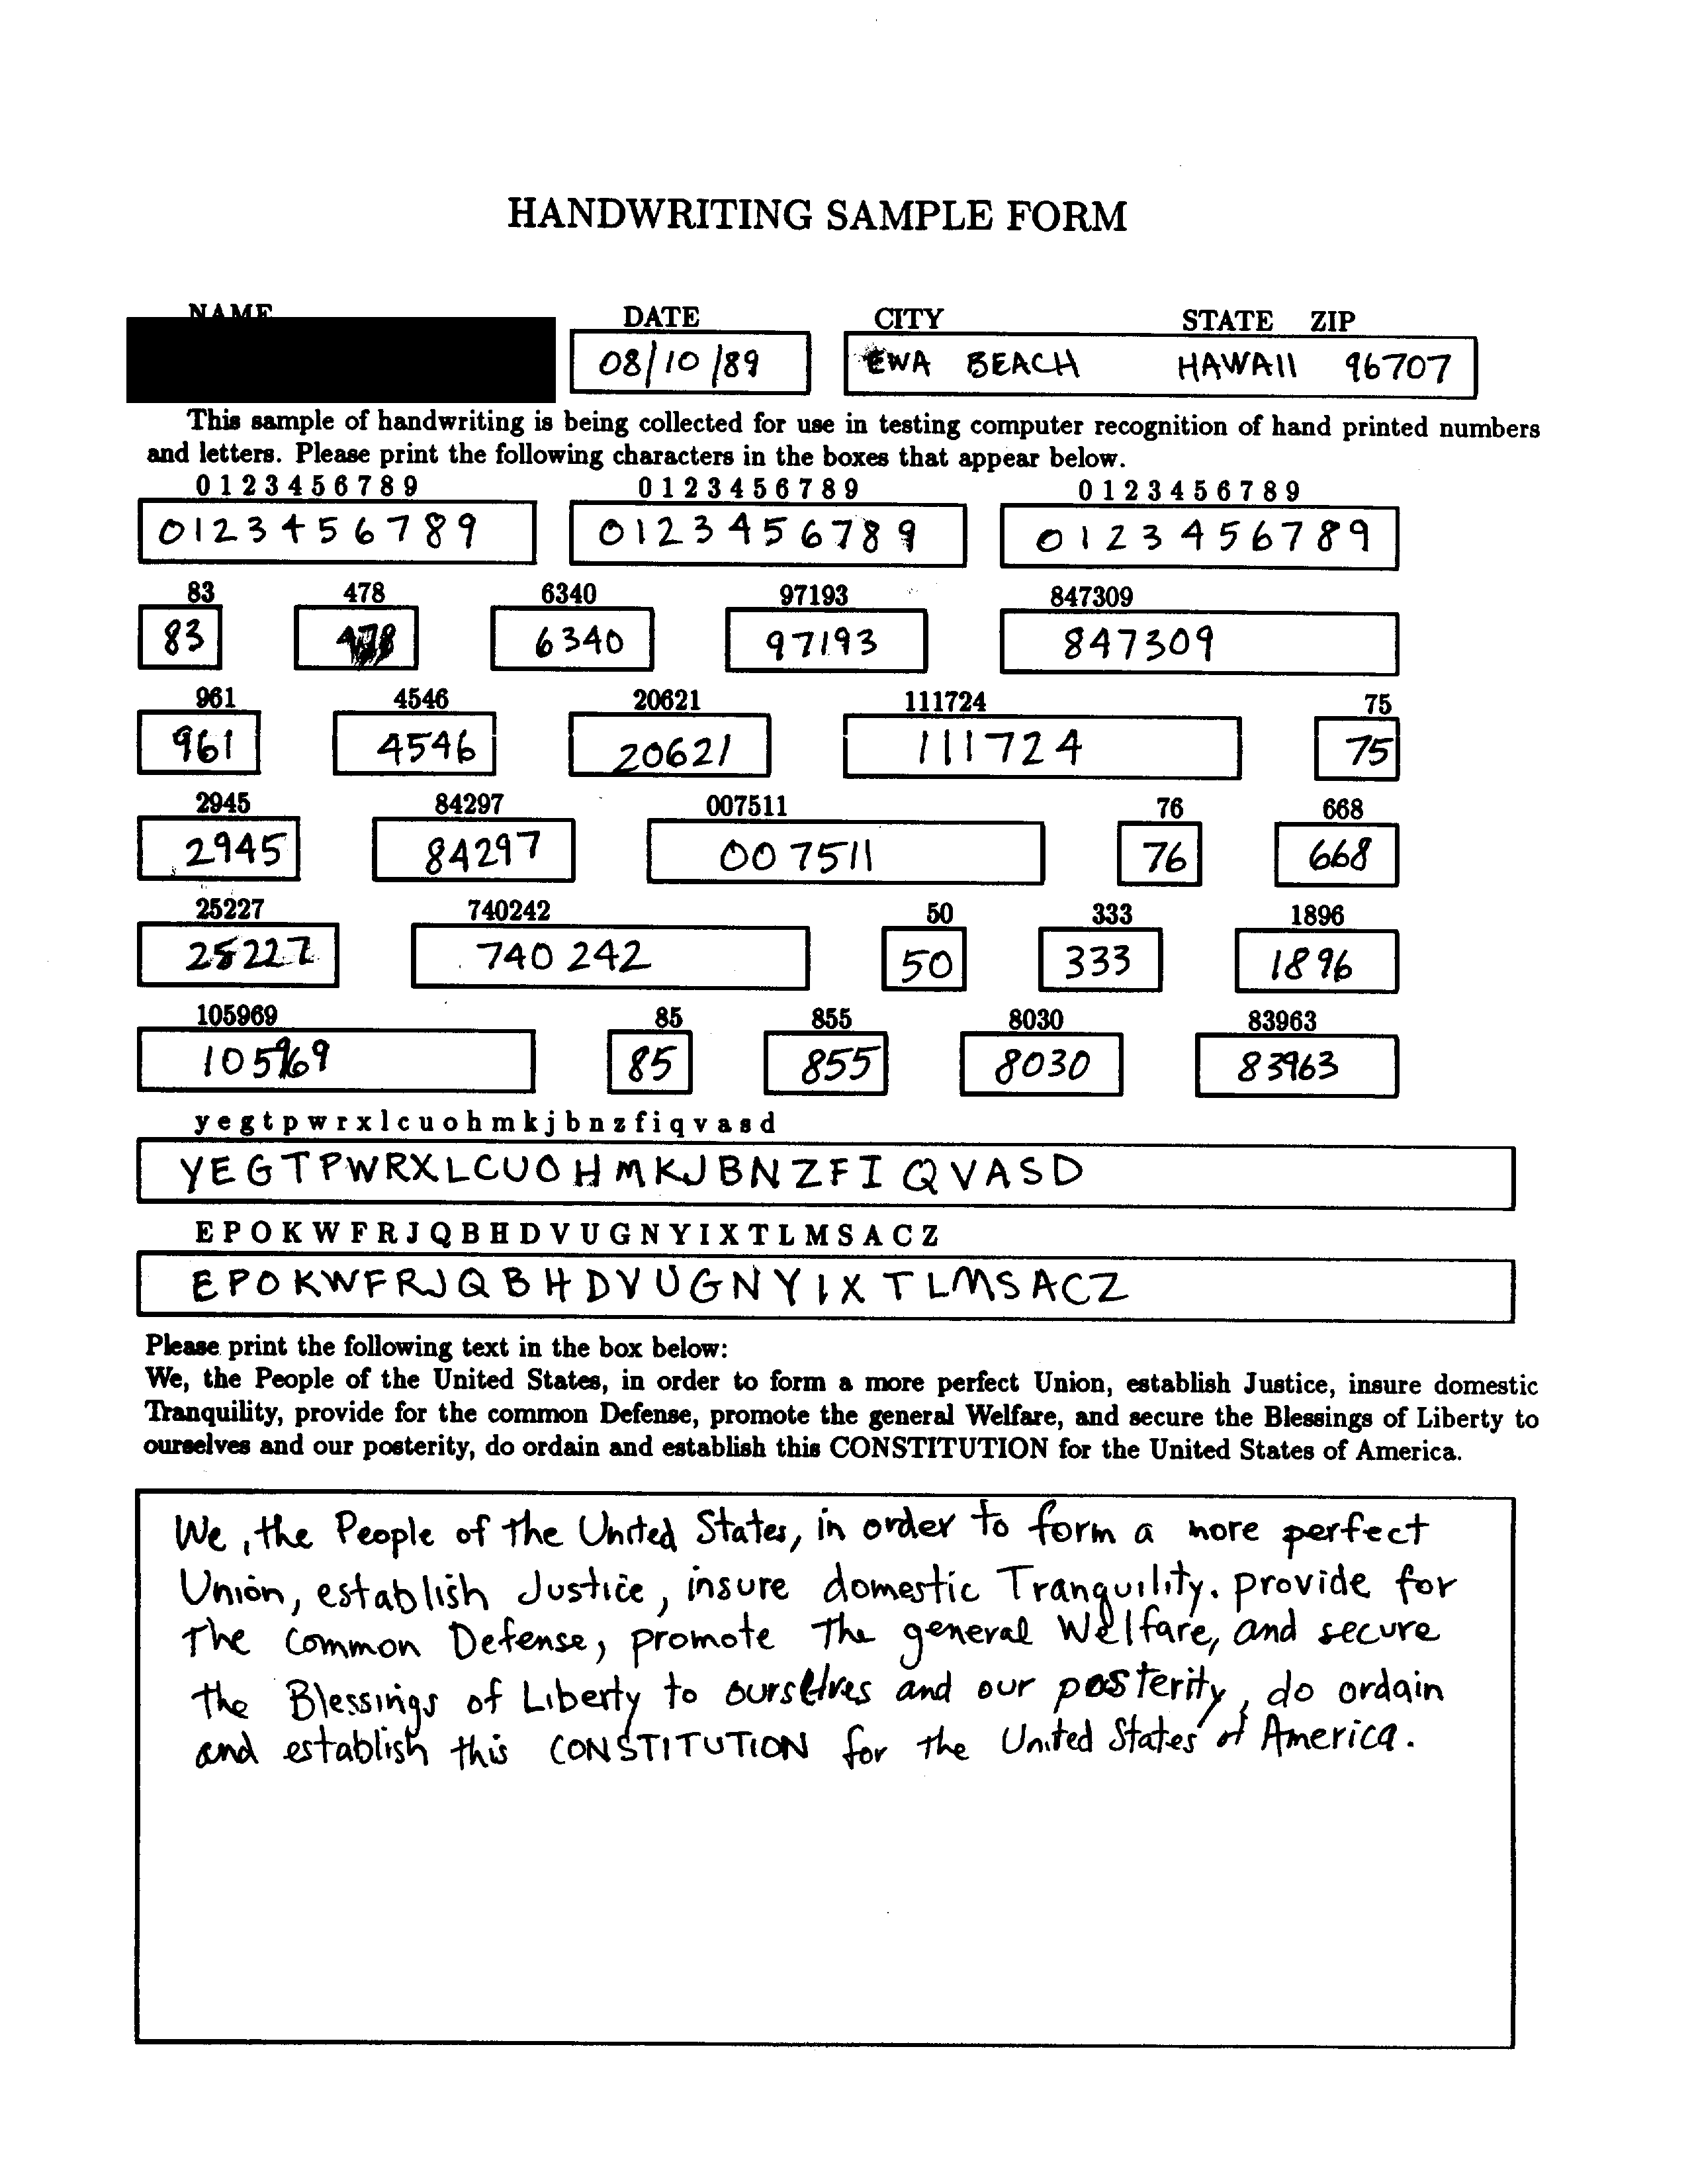 HANDWRITING SAMPLE FORM
NAME DATE CITY STATE ZIP
08/10/89 EWA BEACH HAWAII 96707
This sample of handwriting is being collected for use in testing computer recognition of hand printed numbers
and letters. Please print the following characters in the boxes that appear below.
0 1 2 3 4 5 6 7 8 9 0 1 2 3 4 5 6 7 8 9 0 1 2 3 4 5 6 7 8 9
0123456789 0123456789 0123456789
83 478 6340 97193 847309
83 478 6340 97193 847309
961 4546 20621 111724 75
961 4546 20621 111724 75
2945 84297 007511 76 668
2945 84297 007511 76 668
25227 740242 50 333 1896
25227 740 242 50 333 1896
105969 85 855 8030 83963
105969 85 855 8030 83963
y e g t p w r x l c u o h m k j b n z f i q v a s d
YEGTPWRXLCUOHMKJBNZFIQVASD
E P O K W F R J Q B H D V U G N Y I X T L M S A C Z
EPOKWFRJQBHDVUGNYIXTLMSACZ
Please print the following text in the box below:
We, the People of the United States, in order to form a more perfect Union, establish Justice, insure domestic
Tranquility, provide for the common Defense, promote the general Welfare, and secure the Blessings of Liberty to
ourselves and our posterity, do ordain and establish this CONSTITUTION for the United States of America.
We, the People of the United States, in order to form a more perfect
Union, establish Justice, insure domestic Tranquility. provide for
The common Defense, promote The general Welfare, and secure
the Blessings of Liberty to ourselves and our posterity, do ordain
and establish this CONSTITUTION for The United States of America.